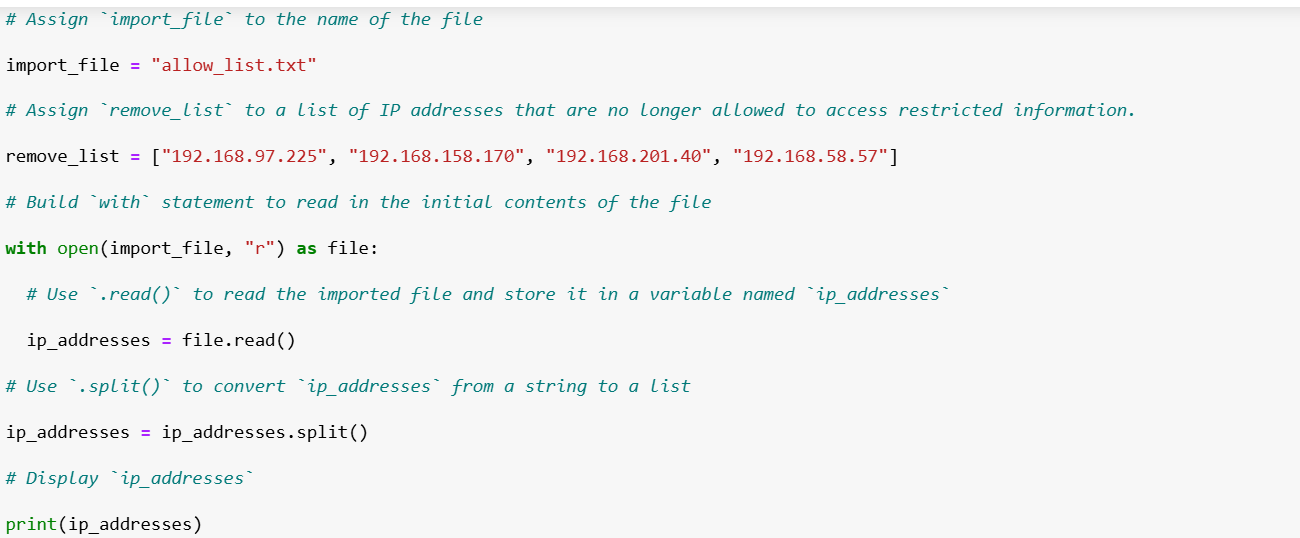 # Assign `import_file` to the name of the file
import_file = "allow_list.txt"
# Assign `remove_list` to a list of IP addresses that are no longer allowed to access restricted information.
remove_list = ["192.168.97.225", "192.168.158.170", "192.168.201.40", "192.168.58.57"]
# Build `with` statement to read in the initial contents of the file
with open(import_file, "r") as file:
  # Use `.read()` to read the imported file and store it in a variable named `ip_addresses`
  ip_addresses = file.read()
# Use `.split()` to convert `ip_addresses` from a string to a list
ip_addresses = ip_addresses.split()
# Display `ip_addresses`
print(ip_addresses)